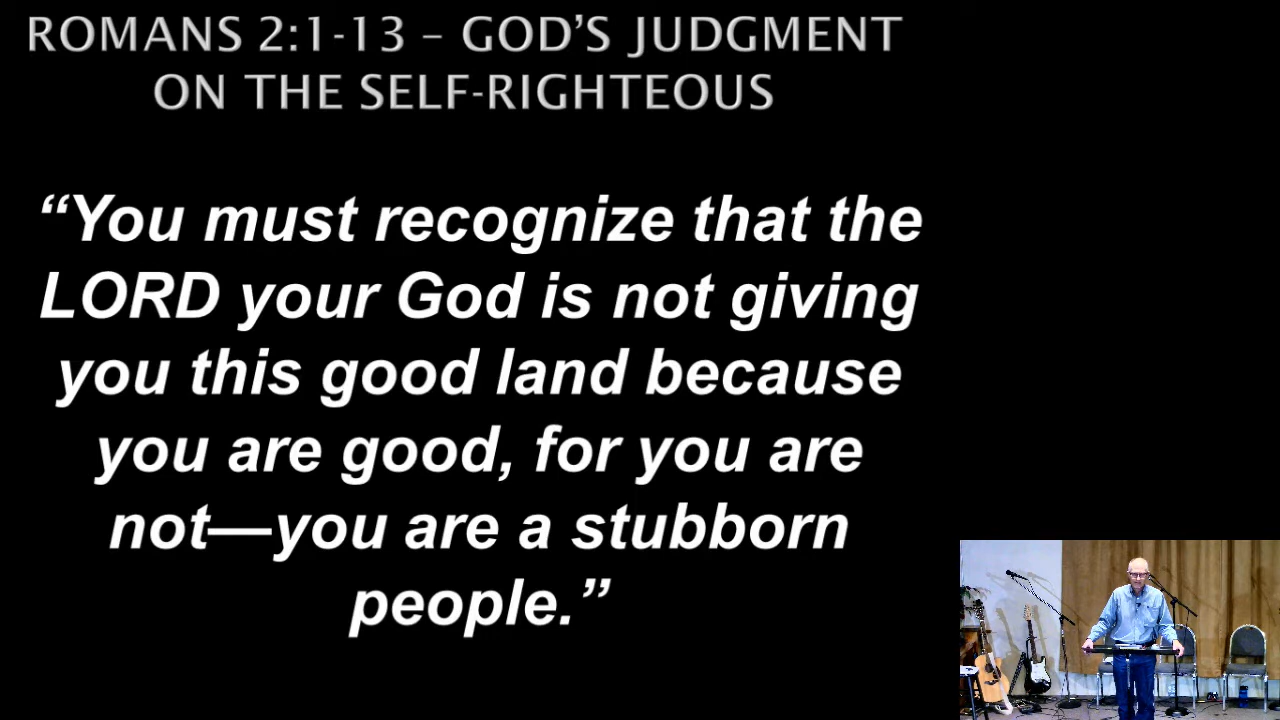 ROMANS 2:1-13 – GOD’S JUDGMENT
ON THE SELF-RIGHTEOUS
“You must recognize that the
LORD your God is not giving
you this good land because
you are good, for you are
not—you are a stubborn
people.”